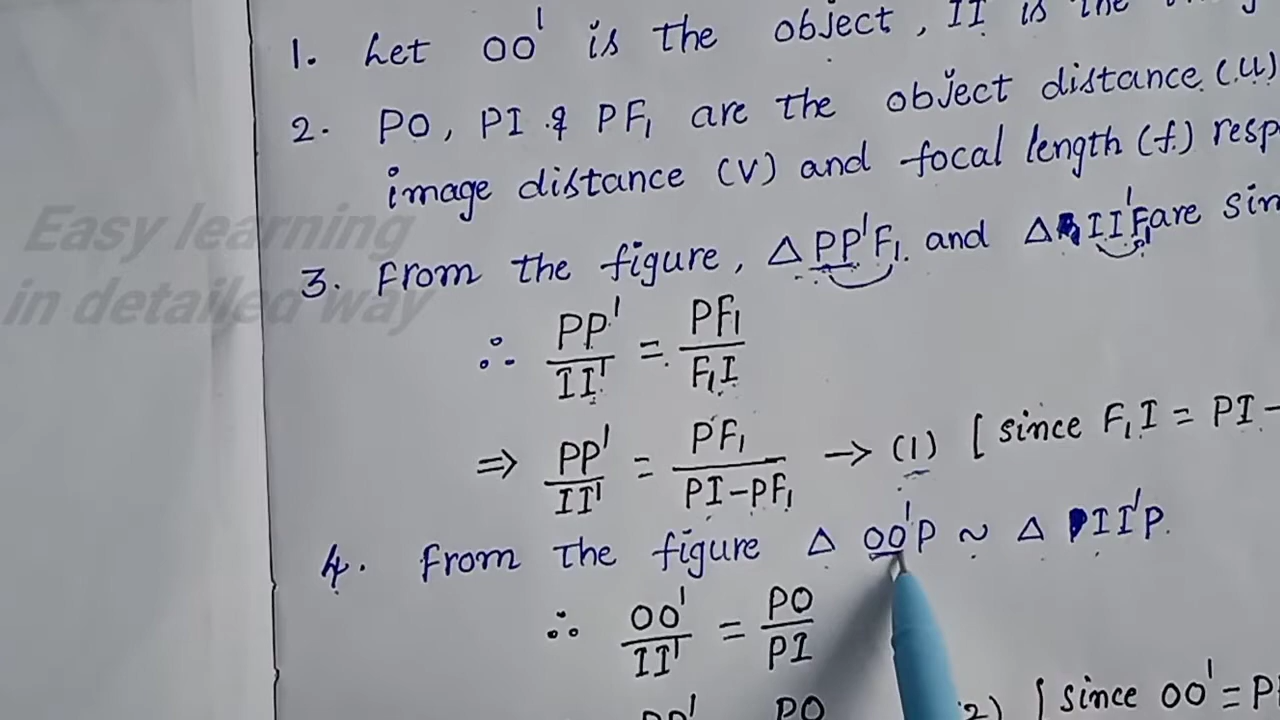 1. Let OO' is the object, II is the
2. PO, PI & PF₁ are the object distance (u)
image distance (v) and focal length (f) resp
3. From the figure, Δ PP'F₁ and Δ II'F₁ are sim
∴ PP'/II' = PF₁/F₁I
⇒ PP'/II' = PF₁/PI-PF₁ → (1) [since F₁I = PI-
4. From the figure Δ OO'P ~ Δ II'P
∴ OO'/II' = PO/PI
PP' PO 2) [since OO' = P
Easy learning
in detailed way